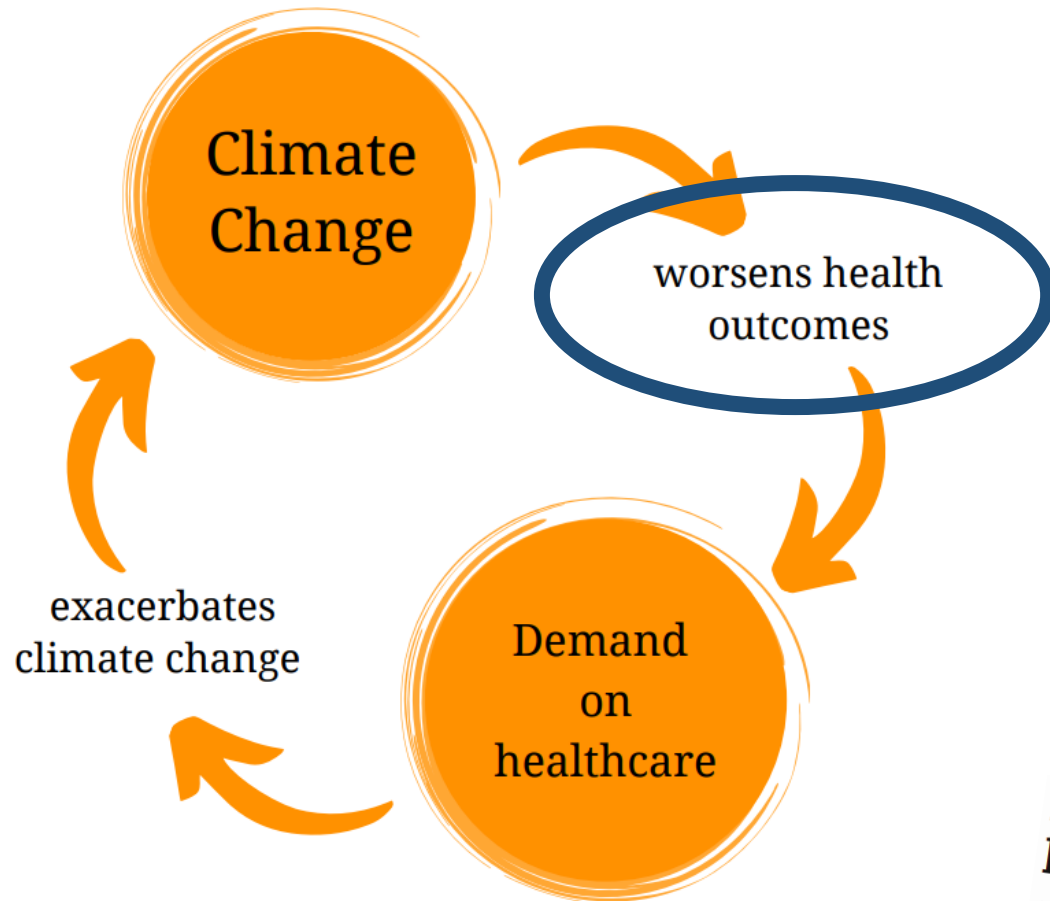 Climate
Change
worsens health
outcomes
Demand
on
healthcare
exacerbates
climate change